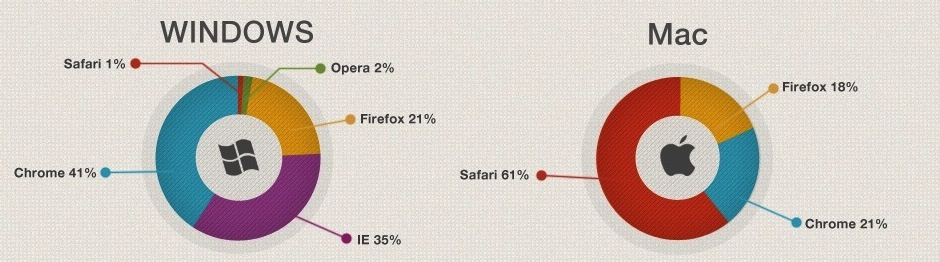 WINDOWS
Safari 1%
Opera 2%
Firefox 21%
Chrome 41%
IE 35%
Mac
Firefox 18%
Safari 61%
Chrome 21%